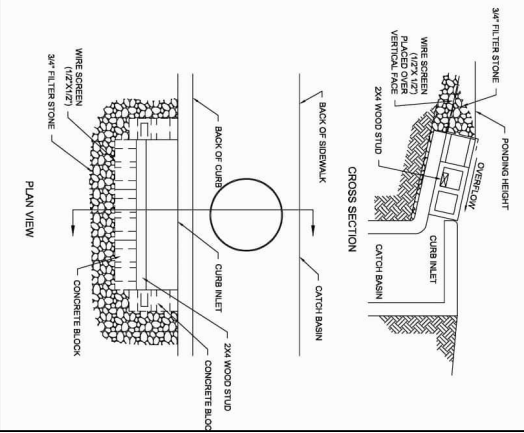 3/4" FILTER STONE
PONDING HEIGHT
WIRE SCREEN
(1/2"X 1/2")
PLACED OVER
VERTICAL FACE
2X4 WOOD STUD
OVERFLOW
CURB INLET
CATCH BASIN
CROSS SECTION
BACK OF SIDEWALK
CATCH BASIN
BACK OF CURB
CURB INLET
2X4 WOOD STUD
CONCRETE BLOC
WIRE SCREEN
(1/2"X1/2")
3/4" FILTER STONE
CONCRETE BLOCK
PLAN VIEW